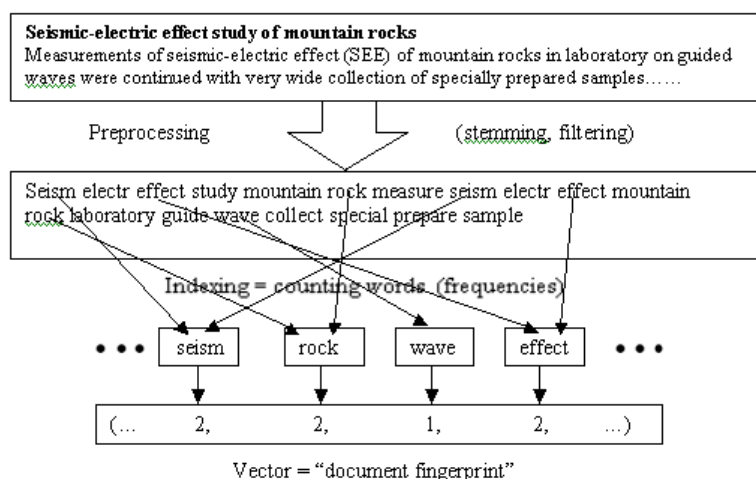 Seismic-electric effect study of mountain rocks
Measurements of seismic-electric effect (SEE) of mountain rocks in laboratory on guided
waves were continued with very wide collection of specially prepared samples……
Preprocessing (stemming, filtering)
Seism electr effect study mountain rock measure seism electr effect mountain
rock laboratory guide wave collect special prepare sample
Indexing = counting words (frequencies)
••• seism rock wave effect •••
(… 2, 2, 1, 2, …)
Vector = “document fingerprint”